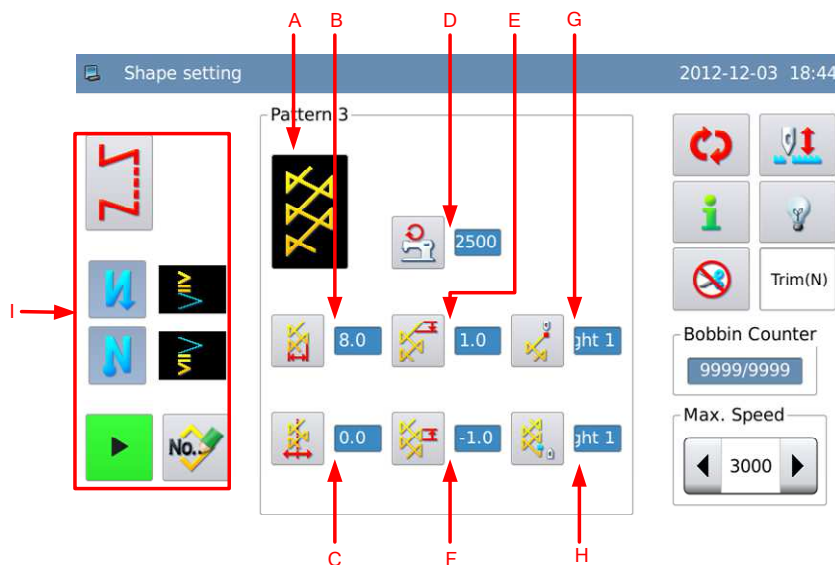 A B D E G
Shape setting 2012-12-03 18:44
Pattern 3
2500
Trim(N)
I
8.0 1.0 ght 1
Bobbin Counter
9999/9999
Max. Speed
No.
0.0 -1.0 ght 1
3000
C F H